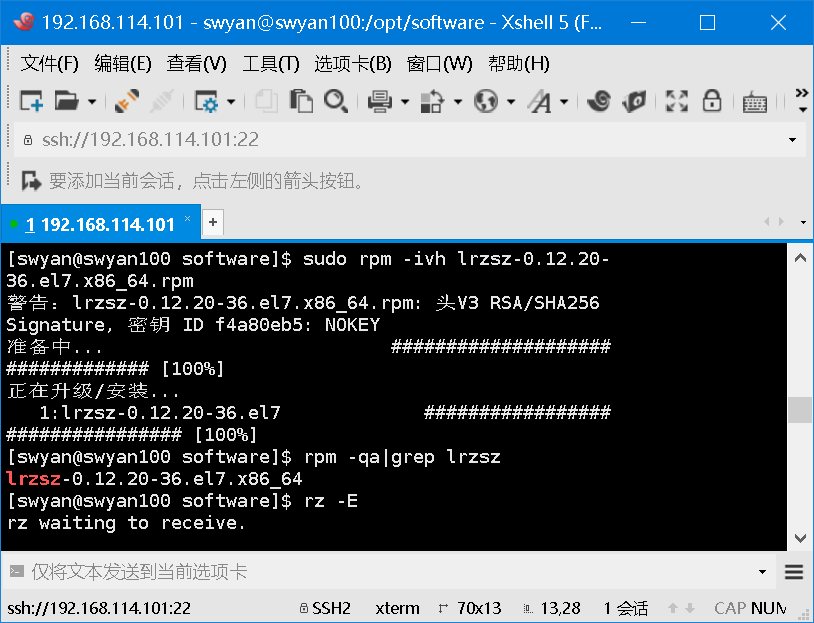 192.168.114.101 - swyan@swyan100:/opt/software - Xshell 5 (F...
文件(F) 编辑(E) 查看(V) 工具(T) 选项卡(B) 窗口(W) 帮助(H)
ssh://192.168.114.101:22
要添加当前会话，点击左侧的箭头按钮。
1 192.168.114.101 × +
[swyan@swyan100 software]$ sudo rpm -ivh lrzsz-0.12.20-
36.el7.x86_64.rpm
警告：lrzsz-0.12.20-36.el7.x86_64.rpm: 头V3 RSA/SHA256
Signature, 密钥 ID f4a80eb5: NOKEY
准备中... ####################
############# [100%]
正在升级/安装...
1:lrzsz-0.12.20-36.el7 #################
################ [100%]
[swyan@swyan100 software]$ rpm -qa|grep lrzsz
lrzsz-0.12.20-36.el7.x86_64
[swyan@swyan100 software]$ rz -E
rz waiting to receive.
仅将文本发送到当前选项卡
ssh://192.168.114.101:22 SSH2 xterm 70x13 13,28 1 会话 CAP NUM